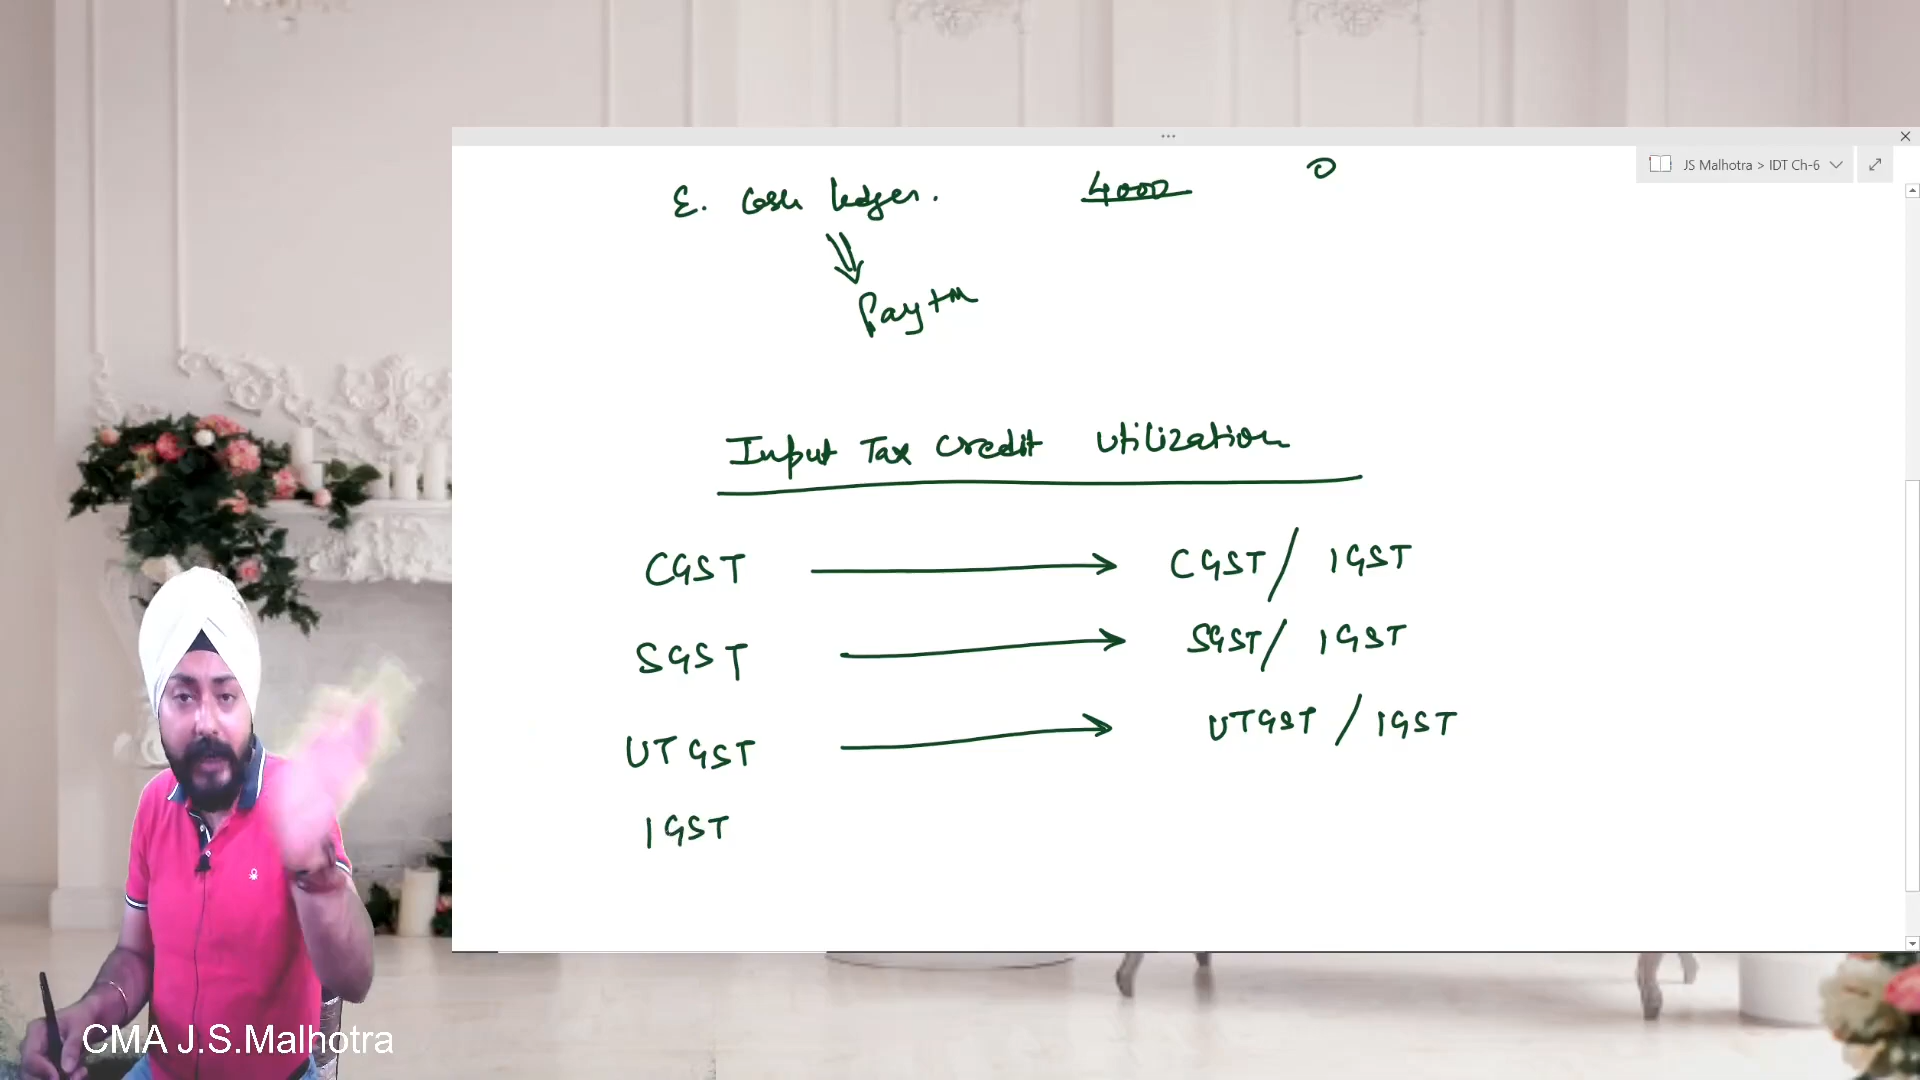 JS Malhotra > IDT Ch-6
E. Cash ledger. 4000 0
Paytm
Input Tax Credit Utilization
CGST → CGST / IGST
SGST → SGST / IGST
UTGST → UTGST / IGST
IGST
CMA J.S.Malhotra